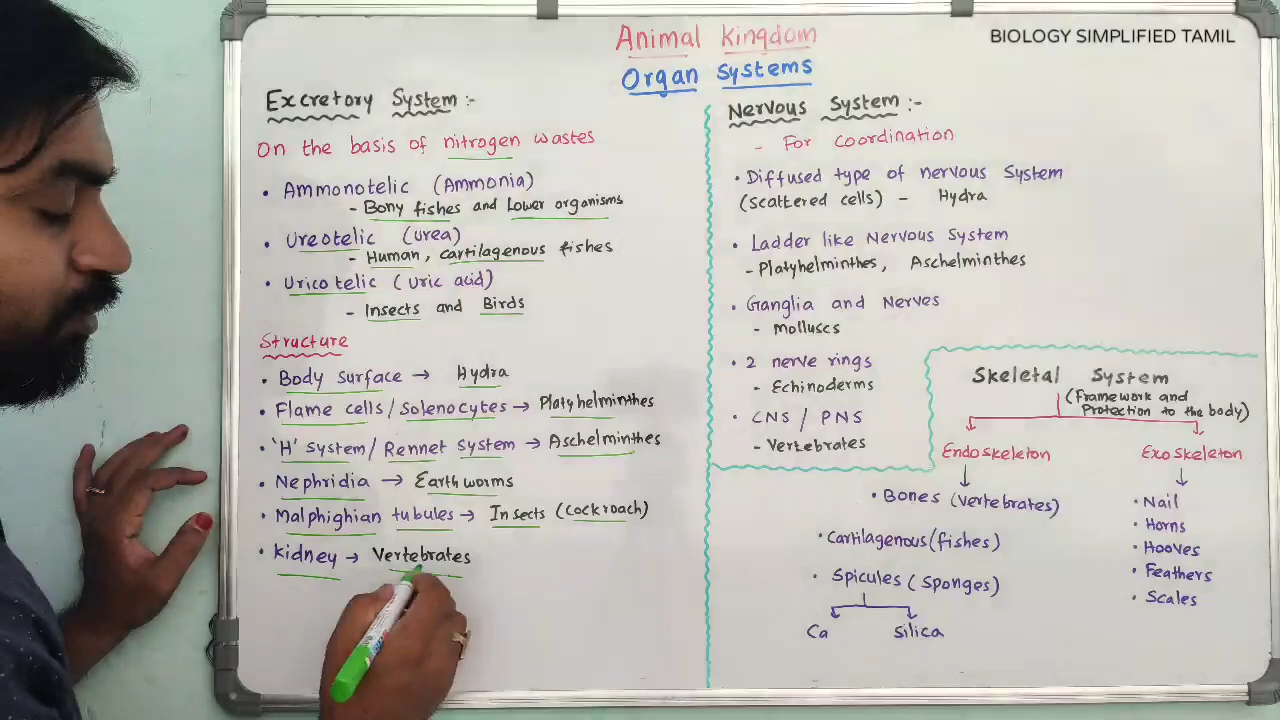 Animal Kingdom
Organ Systems
BIOLOGY SIMPLIFIED TAMIL
Excretory System :-
On the basis of nitrogen wastes
• Ammonotelic (Ammonia)
- Bony fishes and Lower organisms
• Ureotelic (Urea)
- Human, cartilagenous fishes
• Uricotelic (Uric acid)
- Insects and Birds
Structure
• Body surface → Hydra
• Flame cells / Solenocytes → Platyhelminthes
• 'H' System / Rennet system → Aschelminthes
• Nephridia → Earthworms
• Malphighian tubules → Insects (Cockroach)
• Kidney → Vertebrates
Nervous System :-
- For Coordination
• Diffused type of nervous System
(Scattered cells) - Hydra
• Ladder like Nervous System
- Platyhelminthes, Aschelminthes
• Ganglia and Nerves
- Molluscs
• 2 nerve rings
- Echinoderms
• CNS / PNS
- Vertebrates
Skeletal System
(Framework and
Protection to the body)
Endoskeleton
• Bones (Vertebrates)
• Cartilagenous (fishes)
• Spicules (Sponges)
Ca Silica
Exoskeleton
• Nail
• Horns
• Hooves
• Feathers
• Scales